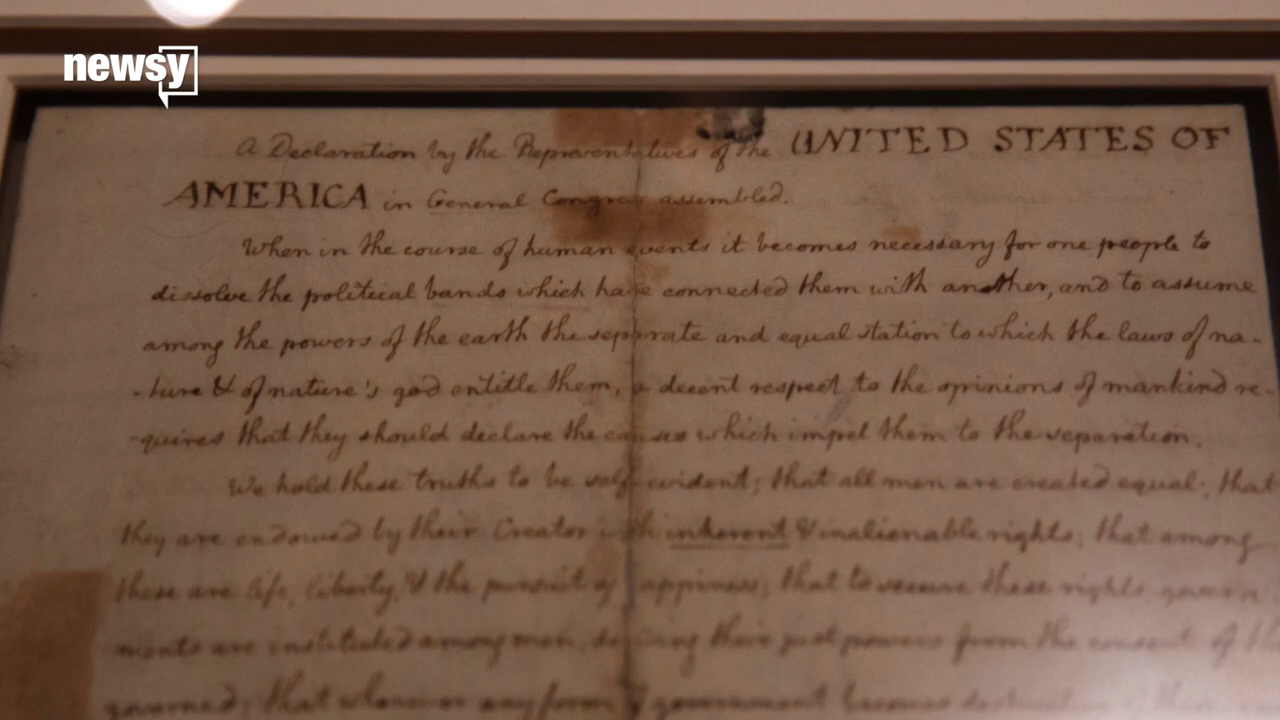 newsy
A Declaration by the Representatives of the UNITED STATES OF
AMERICA in General Congress assembled.
When in the course of human events it becomes necessary for one people to
dissolve the political bands which have connected them with another, and to assume
among the powers of the earth the separate and equal station to which the laws of na-
-ture & of nature's god entitle them, a decent respect to the opinions of mankind re-
-quires that they should declare the causes which impel them to the separation.
We hold these truths to be self evident; that all men are created equal; that
they are endowed by their Creator with inherent & inalienable rights; that among
these are life, liberty, & the pursuit of happiness; that to secure these rights, govern
ments are instituted among men, deriving their just powers from the consent of the
governed; that whenever any form of government becomes destructive of these